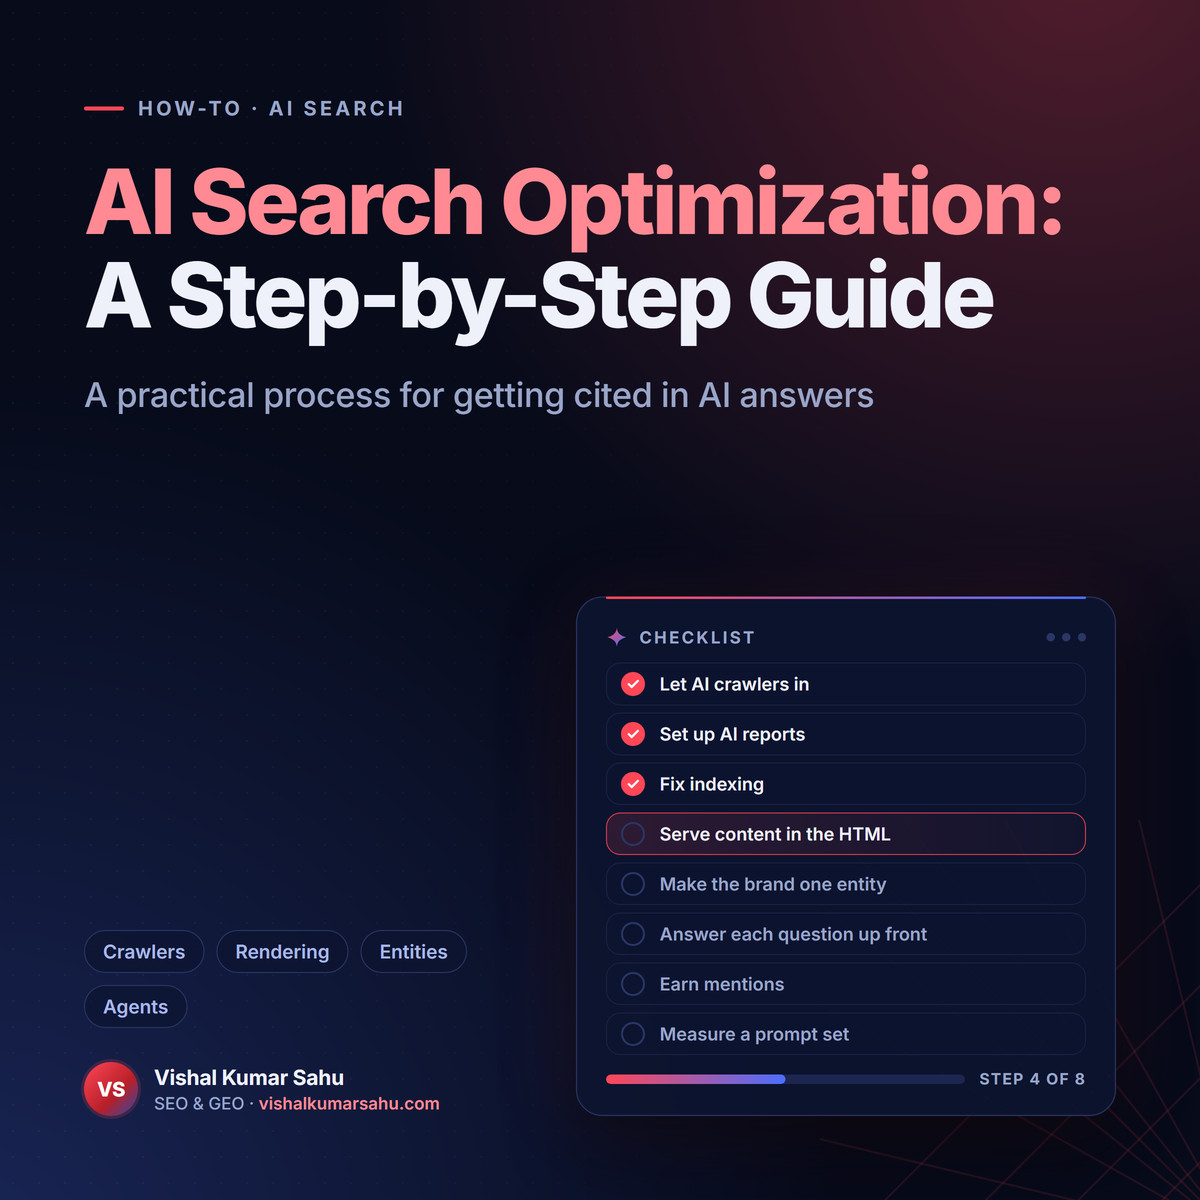 HOW-TO · AI SEARCH
AI Search Optimization:
A Step-by-Step Guide
A practical process for getting cited in AI answers
CHECKLIST
Let AI crawlers in
Set up AI reports
Fix indexing
Serve content in the HTML
Make the brand one entity
Answer each question up front
Earn mentions
Measure a prompt set
STEP 4 OF 8
Crawlers Rendering Entities
Agents
VS
Vishal Kumar Sahu
SEO & GEO · vishalkumarsahu.com